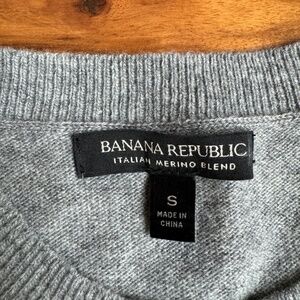 BANANA REPUBLIC
ITALIAN MERINO BLEND
S
MADE IN
CHINA